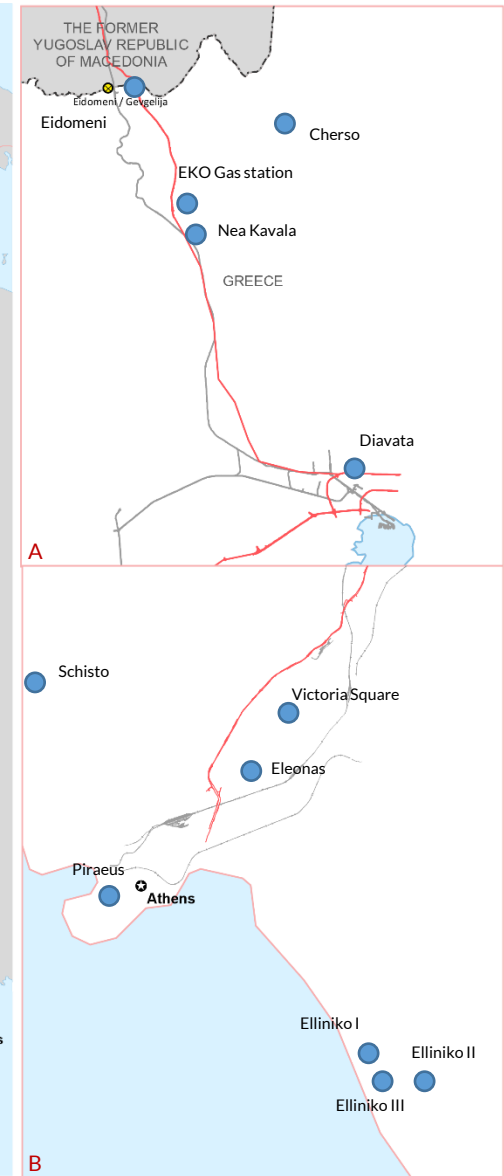 THE FORMER
YUGOSLAV REPUBLIC
OF MACEDONIA
Eidomeni / Gevgelija
Eidomeni
Cherso
EKO Gas station
Nea Kavala
GREECE
Diavata
A
Schisto
Victoria Square
Eleonas
Piraeus
Athens
Elliniko I
Elliniko II
Elliniko III
B